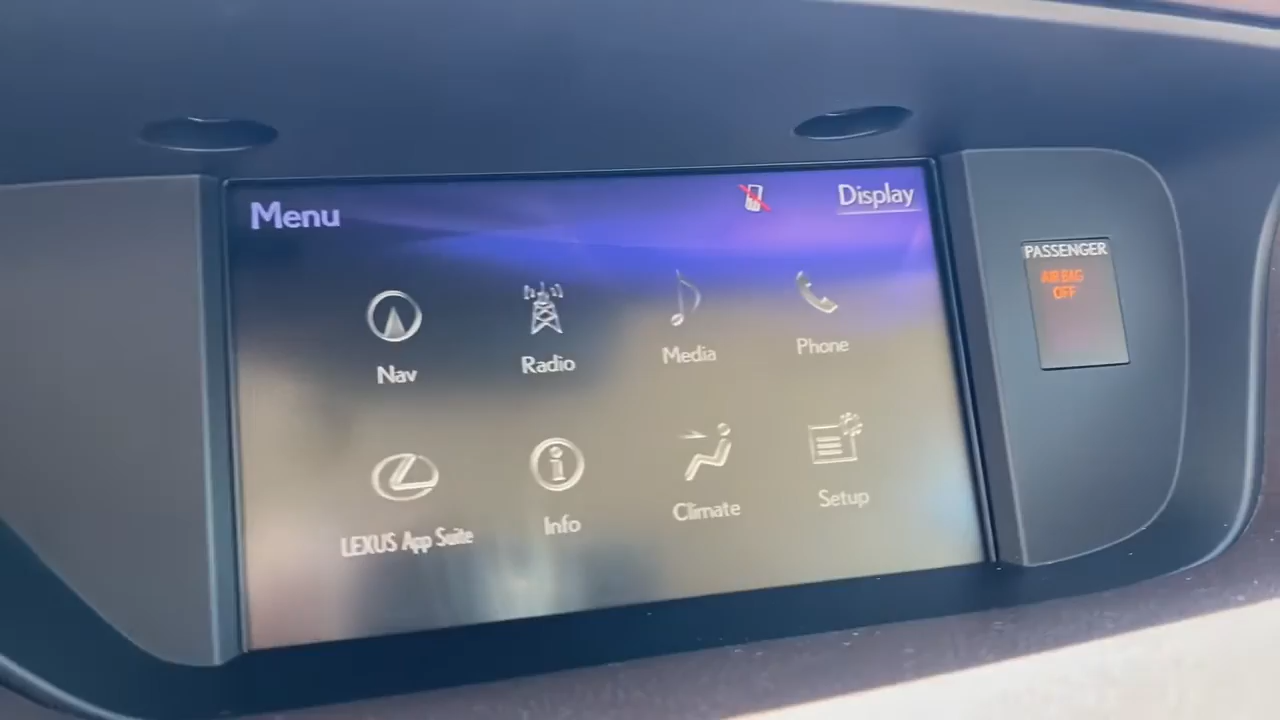 Menu
Display
Nav
Radio
Media
Phone
LEXUS App Suite
Info
Climate
Setup
PASSENGER
AIR BAG
OFF